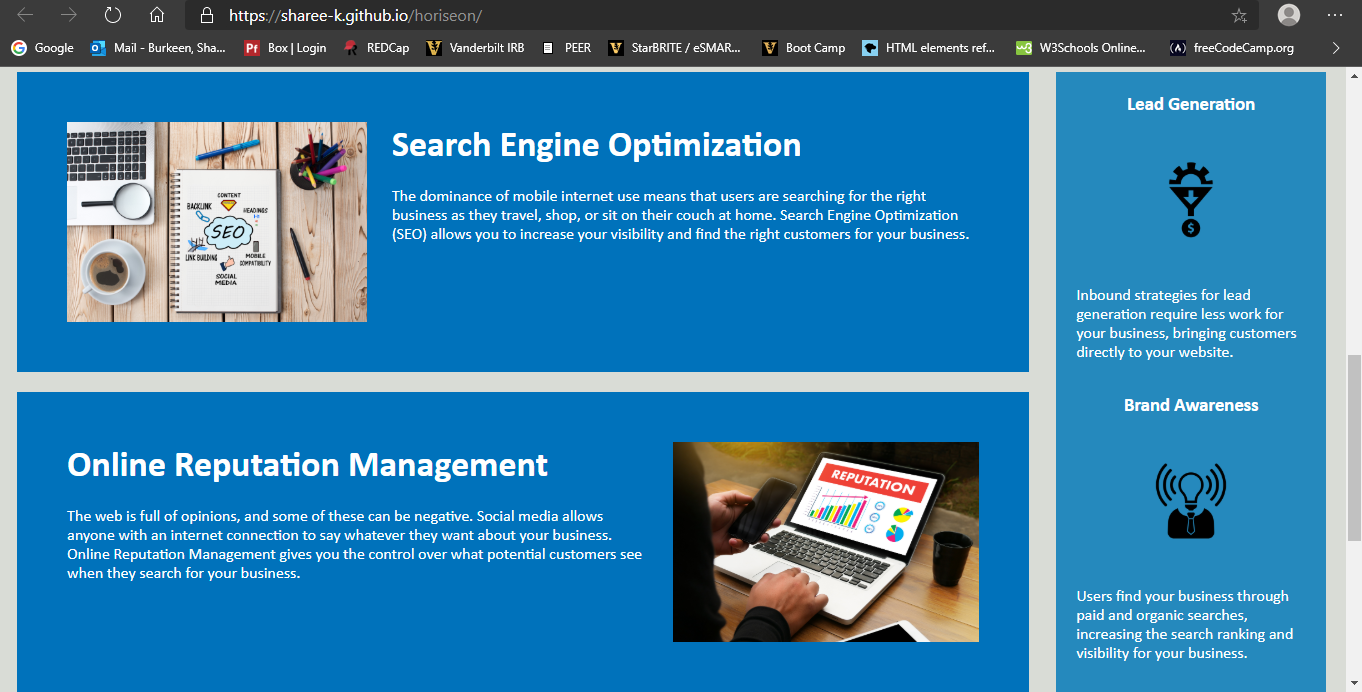 https://sharee-k.github.io/horiseon/
Google
Mail - Burkeen, Sha...
Box | Login
REDCap
Vanderbilt IRB
PEER
StarBRITE / eSMAR...
Boot Camp
HTML elements ref...
W3Schools Online...
freeCodeCamp.org
Search Engine Optimization
The dominance of mobile internet use means that users are searching for the right
business as they travel, shop, or sit on their couch at home. Search Engine Optimization
(SEO) allows you to increase your visibility and find the right customers for your business.
CONTENT
BACKLINK
HEADINGS
SEO
LINK BUILDING
MOBILE
COMPATIBILITY
SOCIAL
MEDIA
Online Reputation Management
The web is full of opinions, and some of these can be negative. Social media allows
anyone with an internet connection to say whatever they want about your business.
Online Reputation Management gives you the control over what potential customers see
when they search for your business.
REPUTATION
Lead Generation
$
Inbound strategies for lead
generation require less work for
your business, bringing customers
directly to your website.
Brand Awareness
Users find your business through
paid and organic searches,
increasing the search ranking and
visibility for your business.